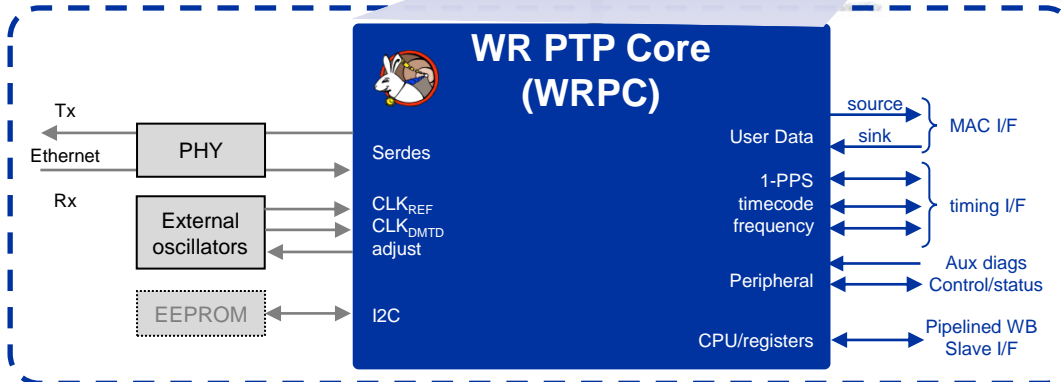 WR PTP Core
(WRPC)
Tx
Ethernet
Rx
PHY
External
oscillators
EEPROM
Serdes
CLKREF
CLKDMTD
adjust
I2C
User Data
1-PPS
timecode
frequency
Peripheral
CPU/registers
source
sink
MAC I/F
timing I/F
Aux diags
Control/status
Pipelined WB
Slave I/F